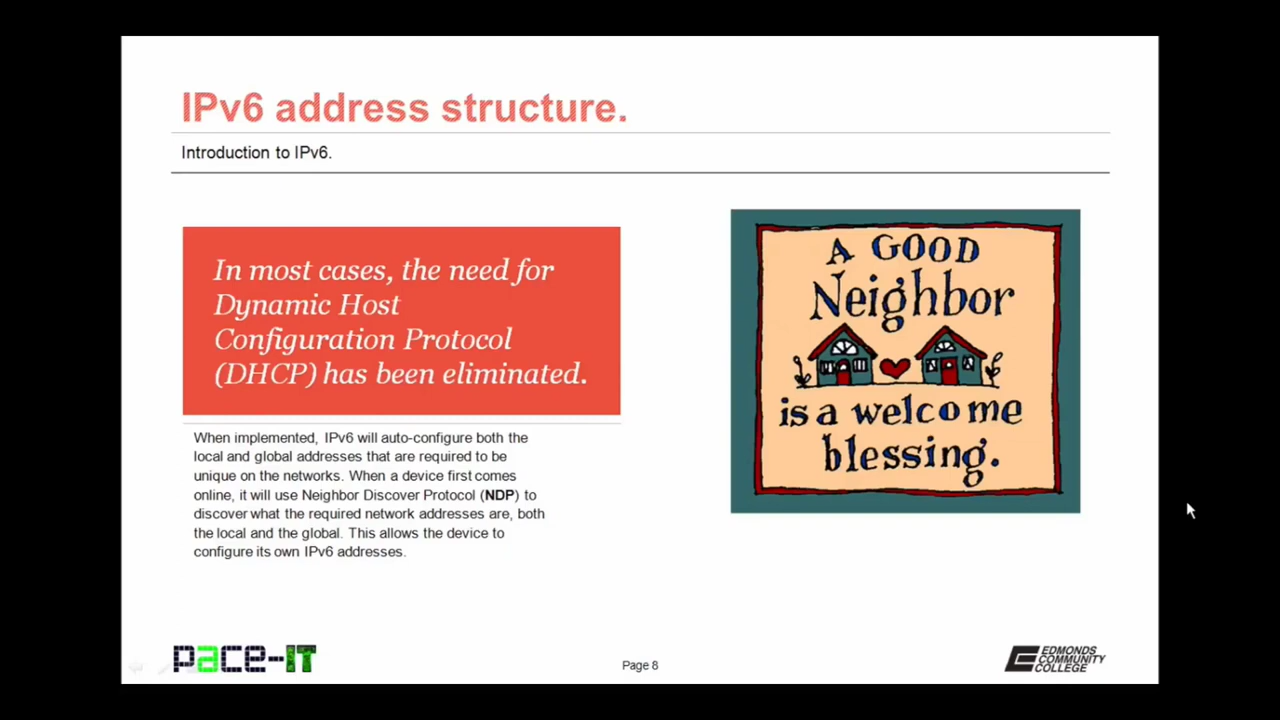 IPv6 address structure.
Introduction to IPv6.
In most cases, the need for
Dynamic Host
Configuration Protocol
(DHCP) has been eliminated.
When implemented, IPv6 will auto-configure both the
local and global addresses that are required to be
unique on the networks. When a device first comes
online, it will use Neighbor Discover Protocol (NDP) to
discover what the required network addresses are, both
the local and the global. This allows the device to
configure its own IPv6 addresses.
A GOOD
Neighbor
is a welcome
blessing.
pace-IT
Page 8
EDMONDS
COMMUNITY
COLLEGE